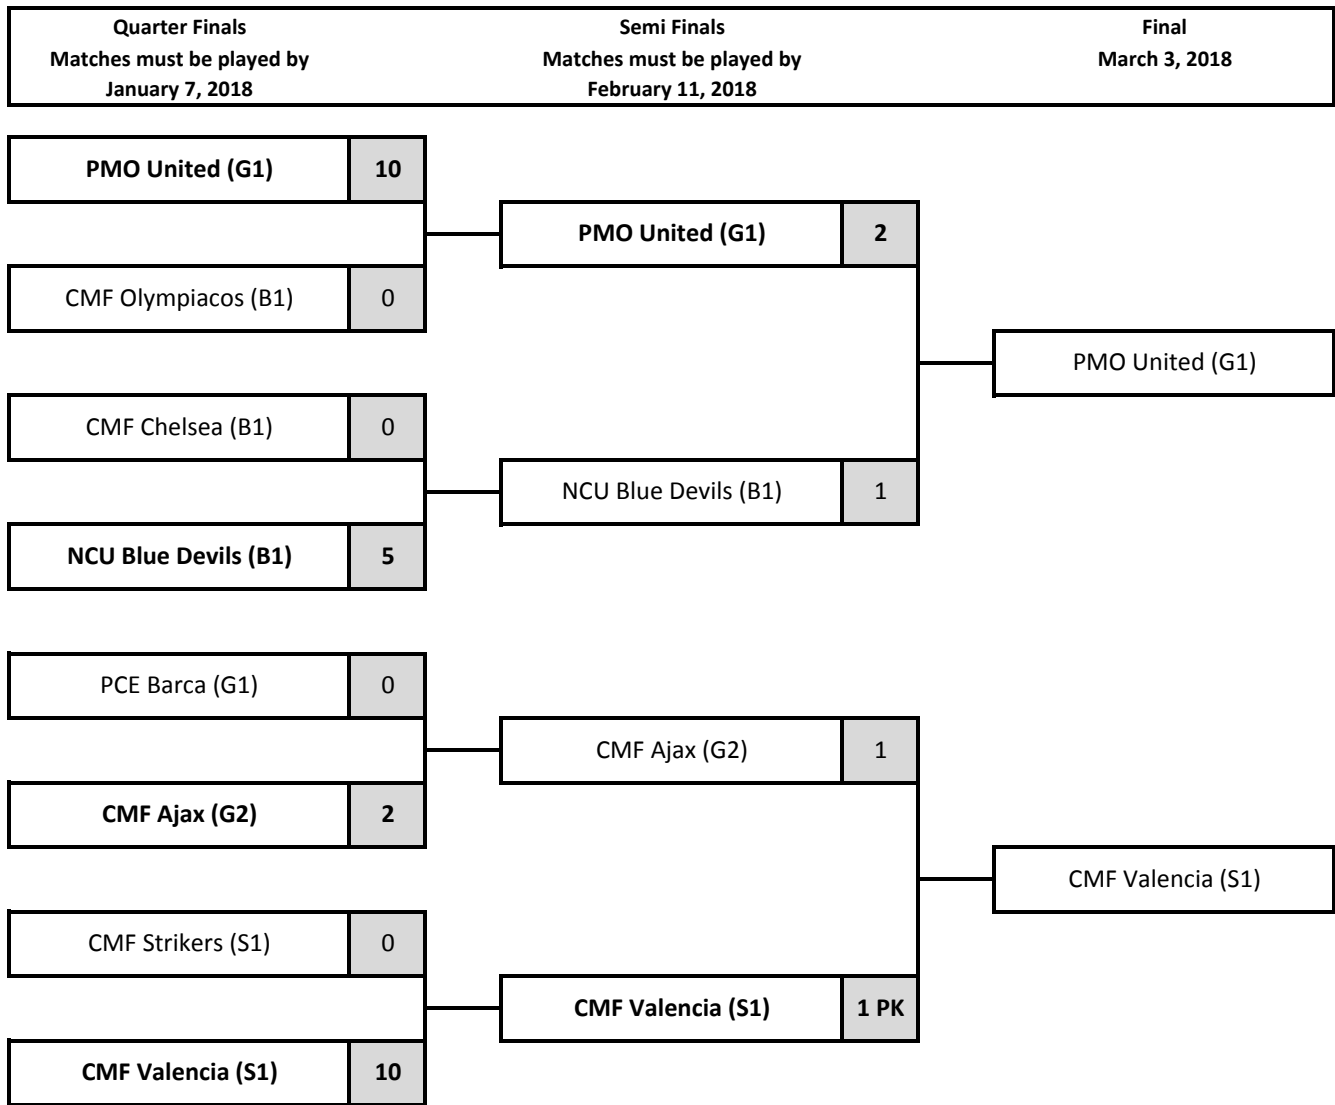 Quarter Finals
Matches must be played by
January 7, 2018
Semi Finals
Matches must be played by
February 11, 2018
Final
March 3, 2018
PMO United (G1) 10
CMF Olympiacos (B1) 0
CMF Chelsea (B1) 0
NCU Blue Devils (B1) 5
PCE Barca (G1) 0
CMF Ajax (G2) 2
CMF Strikers (S1) 0
CMF Valencia (S1) 10
PMO United (G1) 2
NCU Blue Devils (B1) 1
CMF Ajax (G2) 1
CMF Valencia (S1) 1 PK
PMO United (G1)
CMF Valencia (S1)